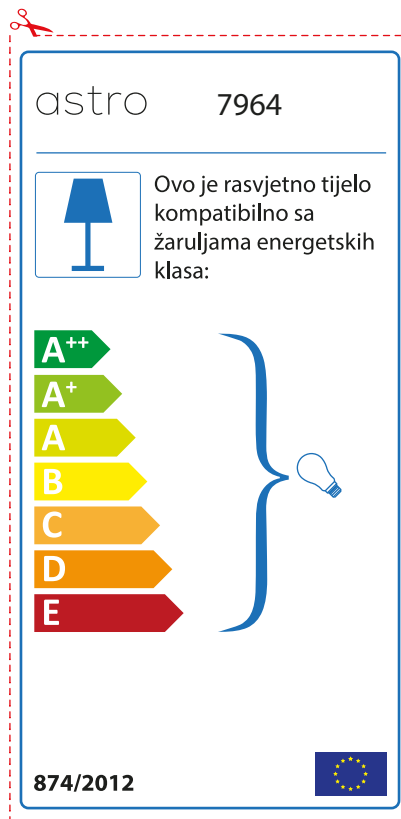 astro 7964
Ovo je rasvjetno tijelo
kompatibilno sa
žaruljama energetskih
klasa:
A++
A+
A
B
C
D
E
874/2012